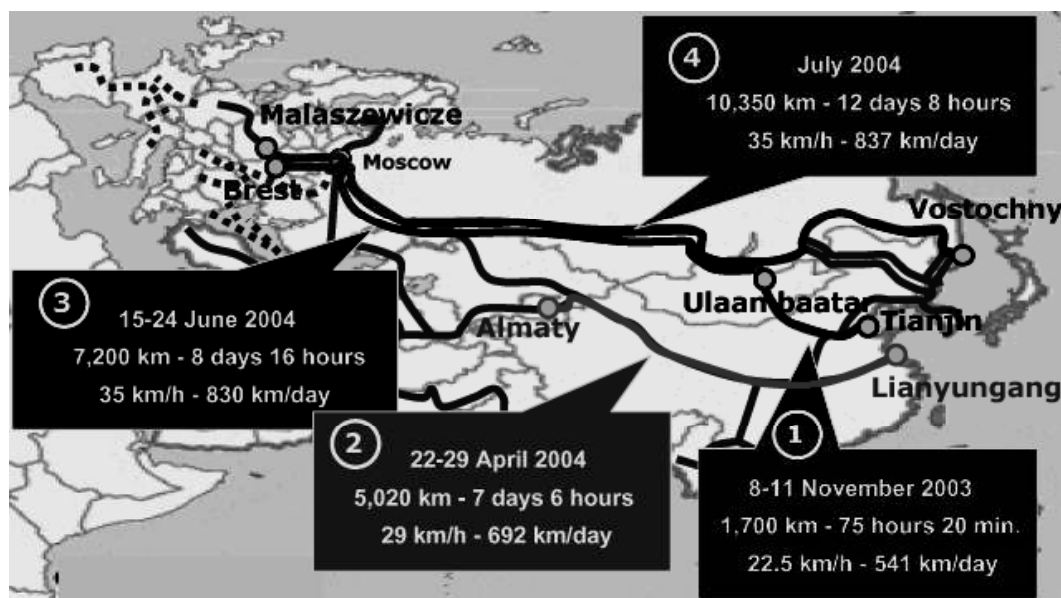 4
July 2004
10,350 km - 12 days 8 hours
35 km/h - 837 km/day
Malaszewicze
Moscow
Brest
Vostochny
Ulaan baatar
Tianjin
Almaty
Lianyungang
3
15-24 June 2004
7,200 km - 8 days 16 hours
35 km/h - 830 km/day
2
22-29 April 2004
5,020 km - 7 days 6 hours
29 km/h - 692 km/day
1
8-11 November 2003
1,700 km - 75 hours 20 min.
22.5 km/h - 541 km/day